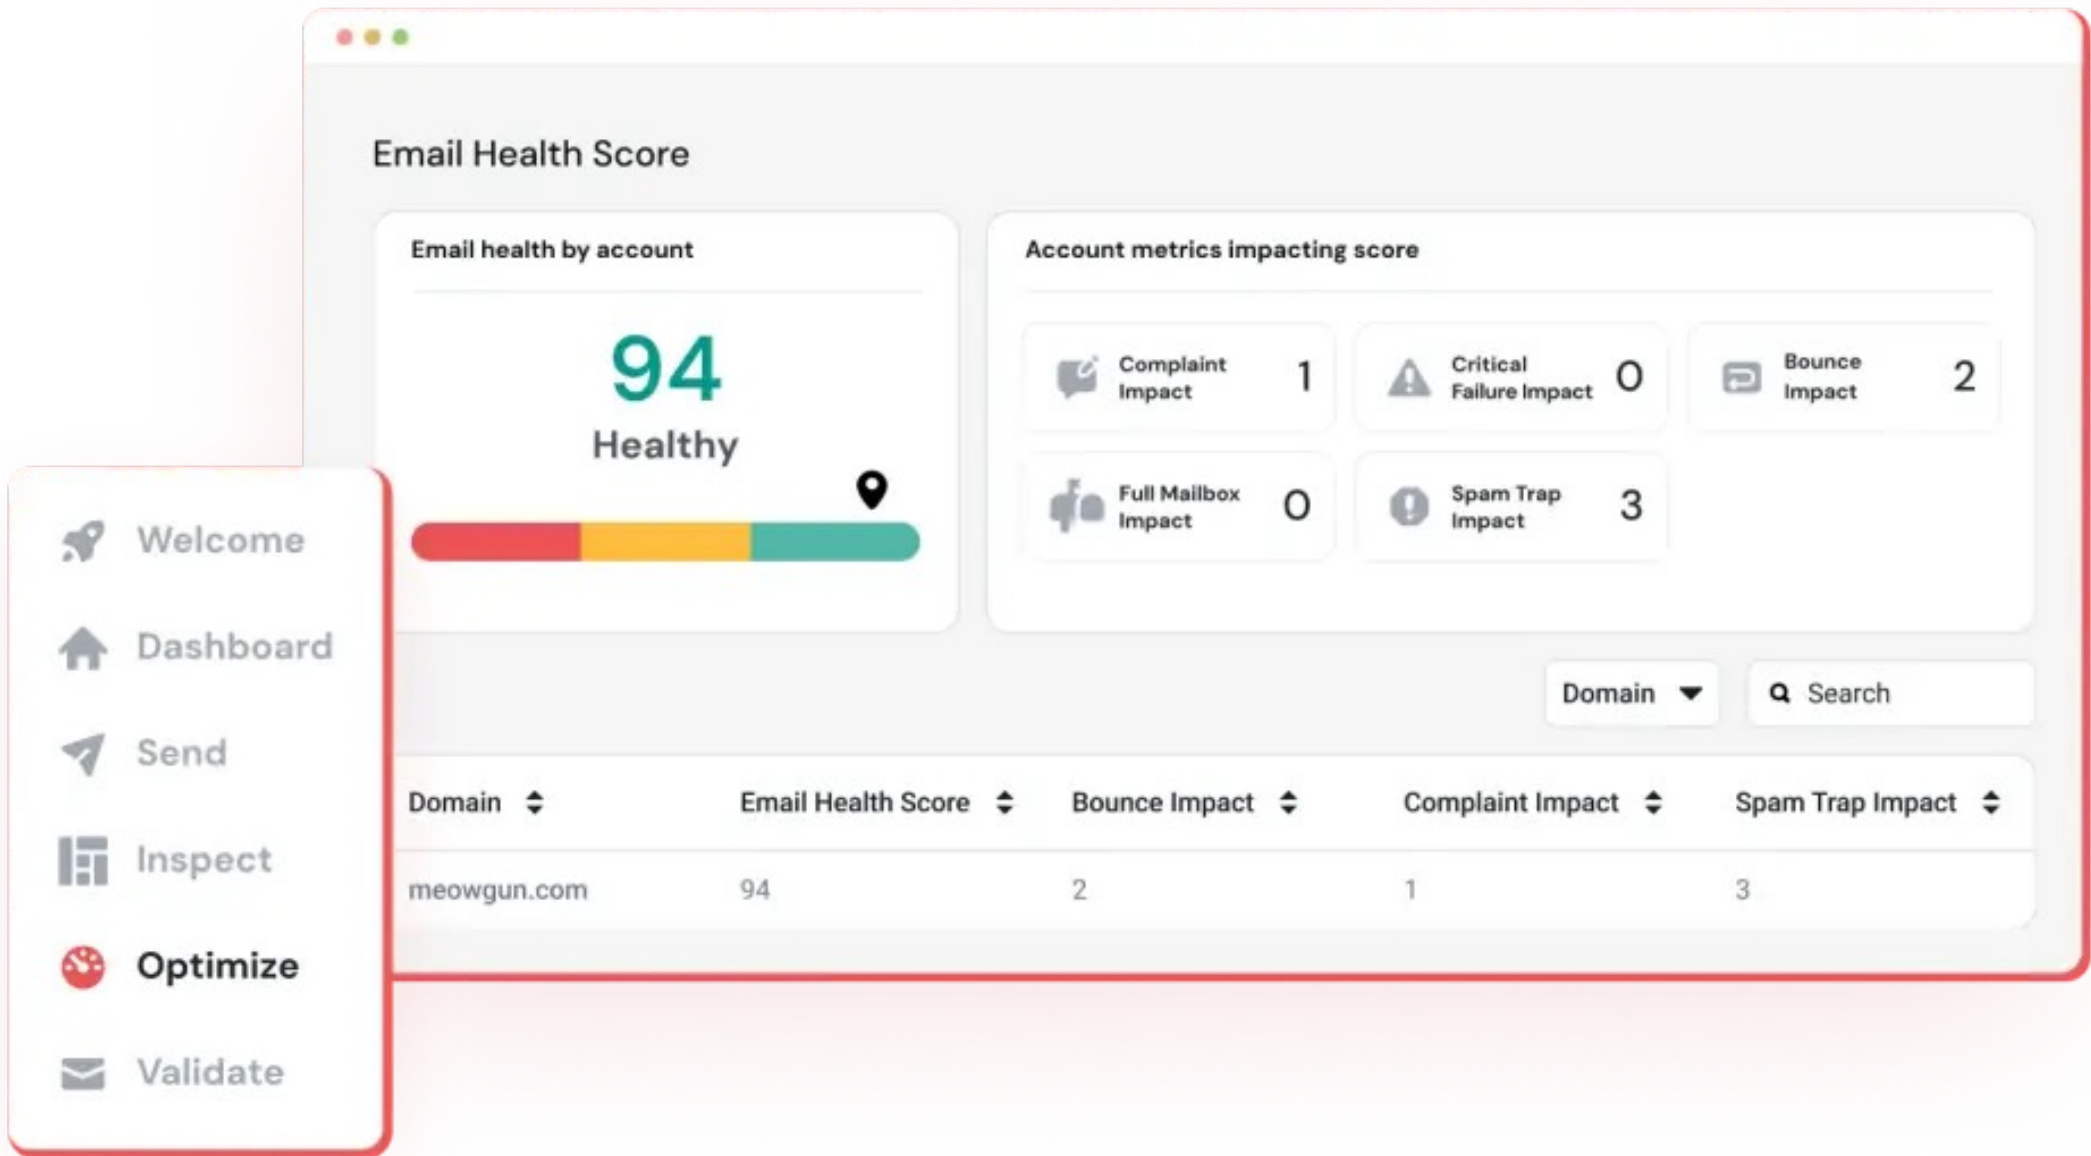 Email Health Score
Email health by account
94
Healthy
Account metrics impacting score
Complaint
Impact
1
Critical
Failure Impact
0
Bounce
Impact
2
Full Mailbox
Impact
0
Spam Trap
Impact
3
Welcome
Dashboard
Send
Inspect
Optimize
Validate
Domain
Search
Domain Email Health Score Bounce Impact Complaint Impact Spam Trap Impact
meowgun.com 94 2 1 3